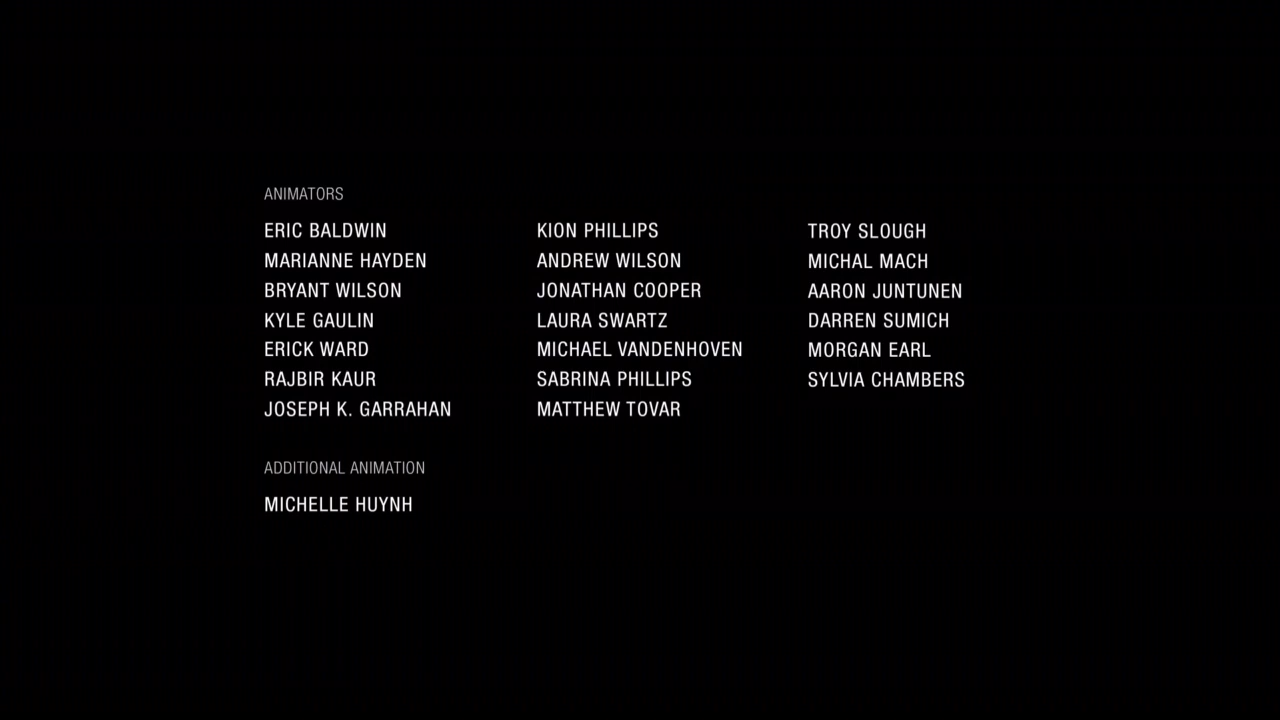 ANIMATORS
ERIC BALDWIN
MARIANNE HAYDEN
BRYANT WILSON
KYLE GAULIN
ERICK WARD
RAJBIR KAUR
JOSEPH K. GARRAHAN
KION PHILLIPS
ANDREW WILSON
JONATHAN COOPER
LAURA SWARTZ
MICHAEL VANDENHOVEN
SABRINA PHILLIPS
MATTHEW TOVAR
TROY SLOUGH
MICHAL MACH
AARON JUNTUNEN
DARREN SUMICH
MORGAN EARL
SYLVIA CHAMBERS
ADDITIONAL ANIMATION
MICHELLE HUYNH